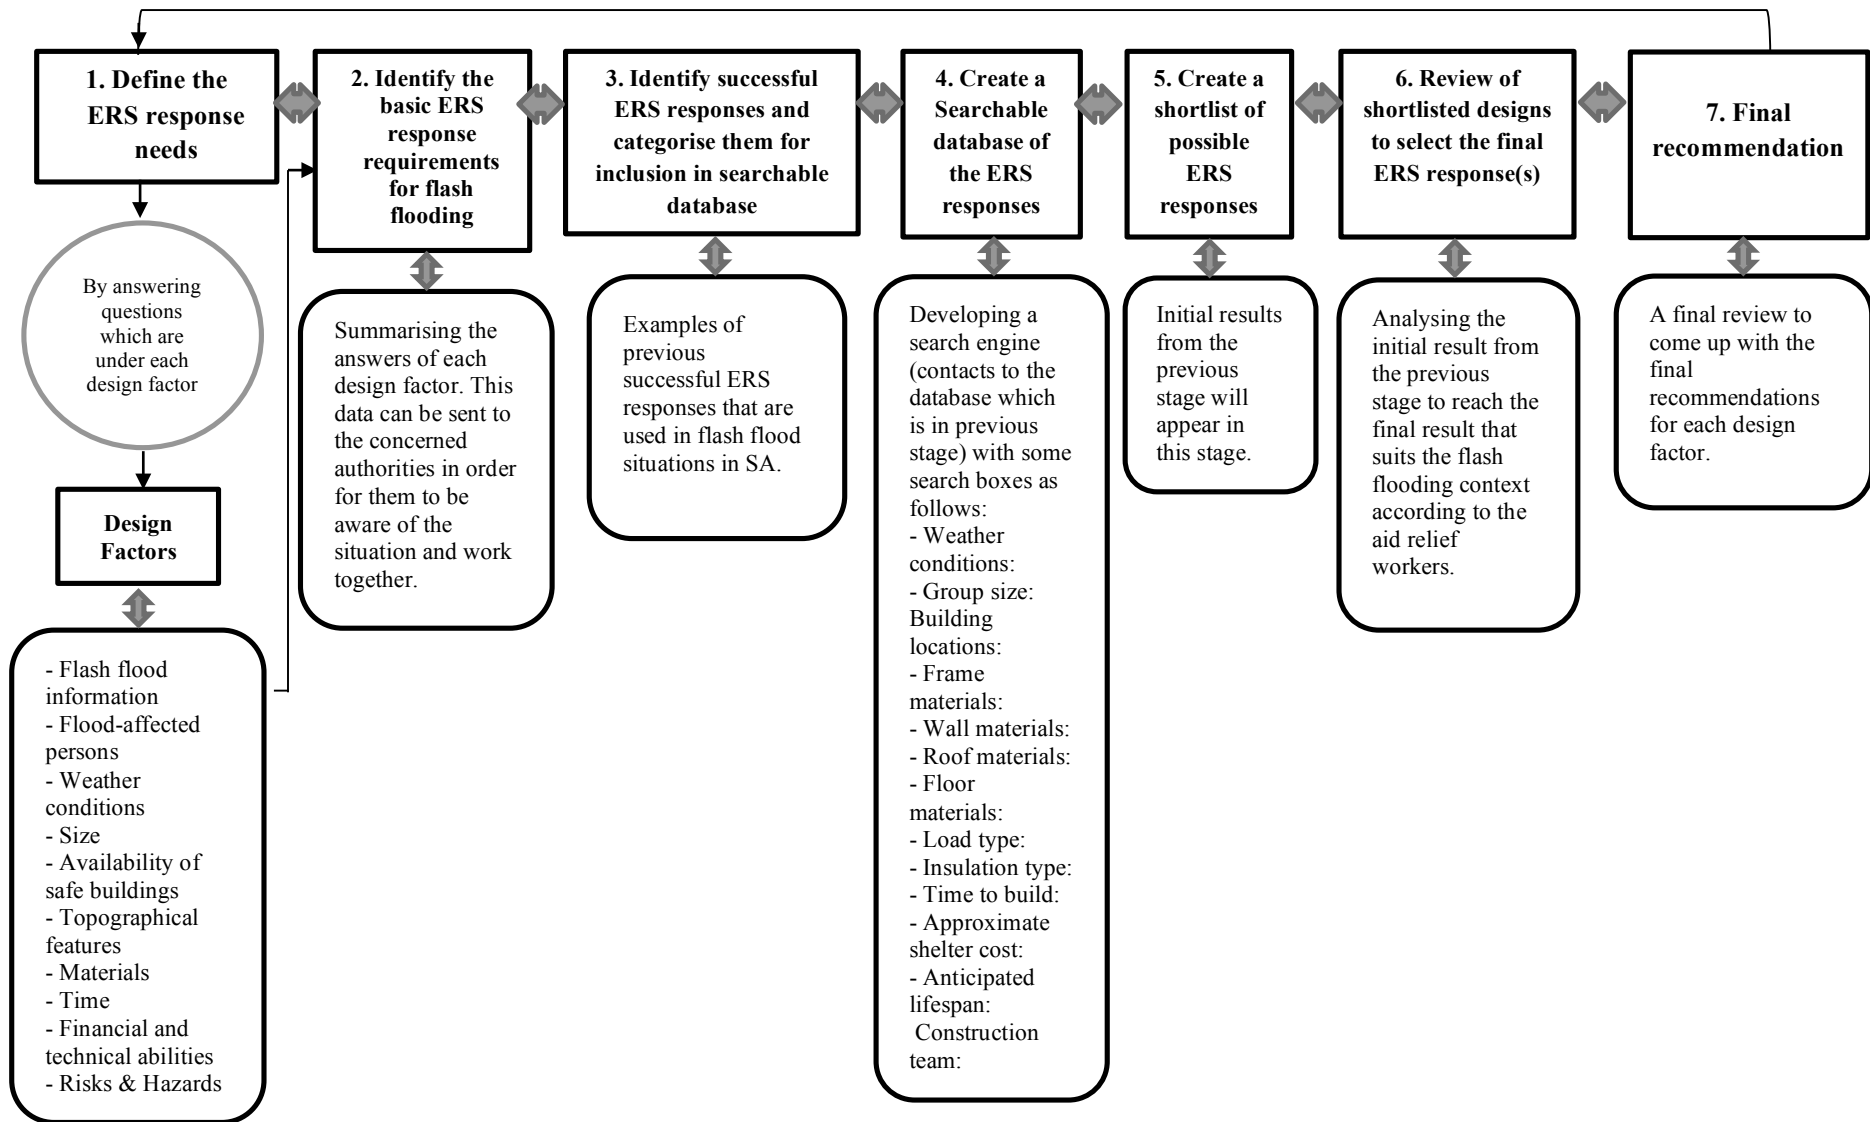 1. Define the
ERS response
needs
By answering
questions
which are
under each
design factor
Design
Factors
- Flash flood
information
- Flood-affected
persons
- Weather
conditions
- Size
- Availability of
safe buildings
- Topographical
features
- Materials
- Time
- Financial and
technical abilities
- Risks & Hazards
2. Identify the
basic ERS
response
requirements
for flash
flooding
Summarising the
answers of each
design factor. This
data can be sent to
the concerned
authorities in order
for them to be
aware of the
situation and work
together.
3. Identify successful
ERS responses and
categorise them for
inclusion in searchable
database
Examples of
previous
successful ERS
responses that are
used in flash flood
situations in SA.
4. Create a
Searchable
database of
the ERS
responses
Developing a
search engine
(contacts to the
database which
is in previous
stage) with some
search boxes as
follows:
- Weather
conditions:
- Group size:
Building
locations:
- Frame
materials:
- Wall materials:
- Roof materials:
- Floor
materials:
- Load type:
- Insulation type:
- Time to build:
- Approximate
shelter cost:
- Anticipated
lifespan:
Construction
team:
5. Create a
shortlist of
possible
ERS
responses
Initial results
from the
previous
stage will
appear in
this stage.
6. Review of
shortlisted designs
to select the final
ERS response(s)
Analysing the
initial result from
the previous
stage to reach the
final result that
suits the flash
flooding context
according to the
aid relief
workers.
7. Final
recommendation
A final review to
come up with the
final
recommendations
for each design
factor.